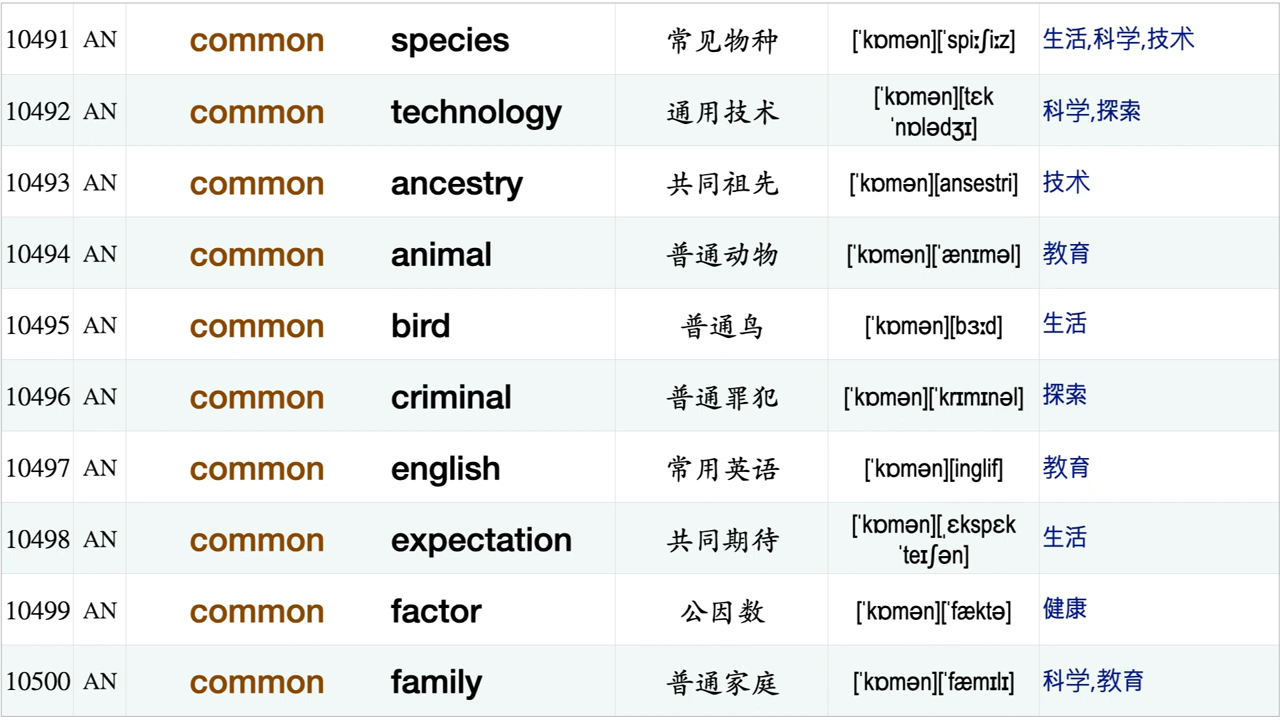 10491 AN common species 常见物种 [ˈkɒmən][ˈspiːʃiːz] 生活,科学,技术
10492 AN common technology 通用技术 [ˈkɒmən][tɛk
ˈnɒlədʒɪ] 科学,探索
10493 AN common ancestry 共同祖先 [ˈkɒmən][ansestri] 技术
10494 AN common animal 普通动物 [ˈkɒmən][ˈænɪməl] 教育
10495 AN common bird 普通鸟 [ˈkɒmən][bɜːd] 生活
10496 AN common criminal 普通罪犯 [ˈkɒmən][ˈkrɪmɪnəl] 探索
10497 AN common english 常用英语 [ˈkɒmən][inglif] 教育
10498 AN common expectation 共同期待 [ˈkɒmən][ˌɛkspɛk
ˈteɪʃən] 生活
10499 AN common factor 公因数 [ˈkɒmən][ˈfæktə] 健康
10500 AN common family 普通家庭 [ˈkɒmən][ˈfæmɪlɪ] 科学,教育